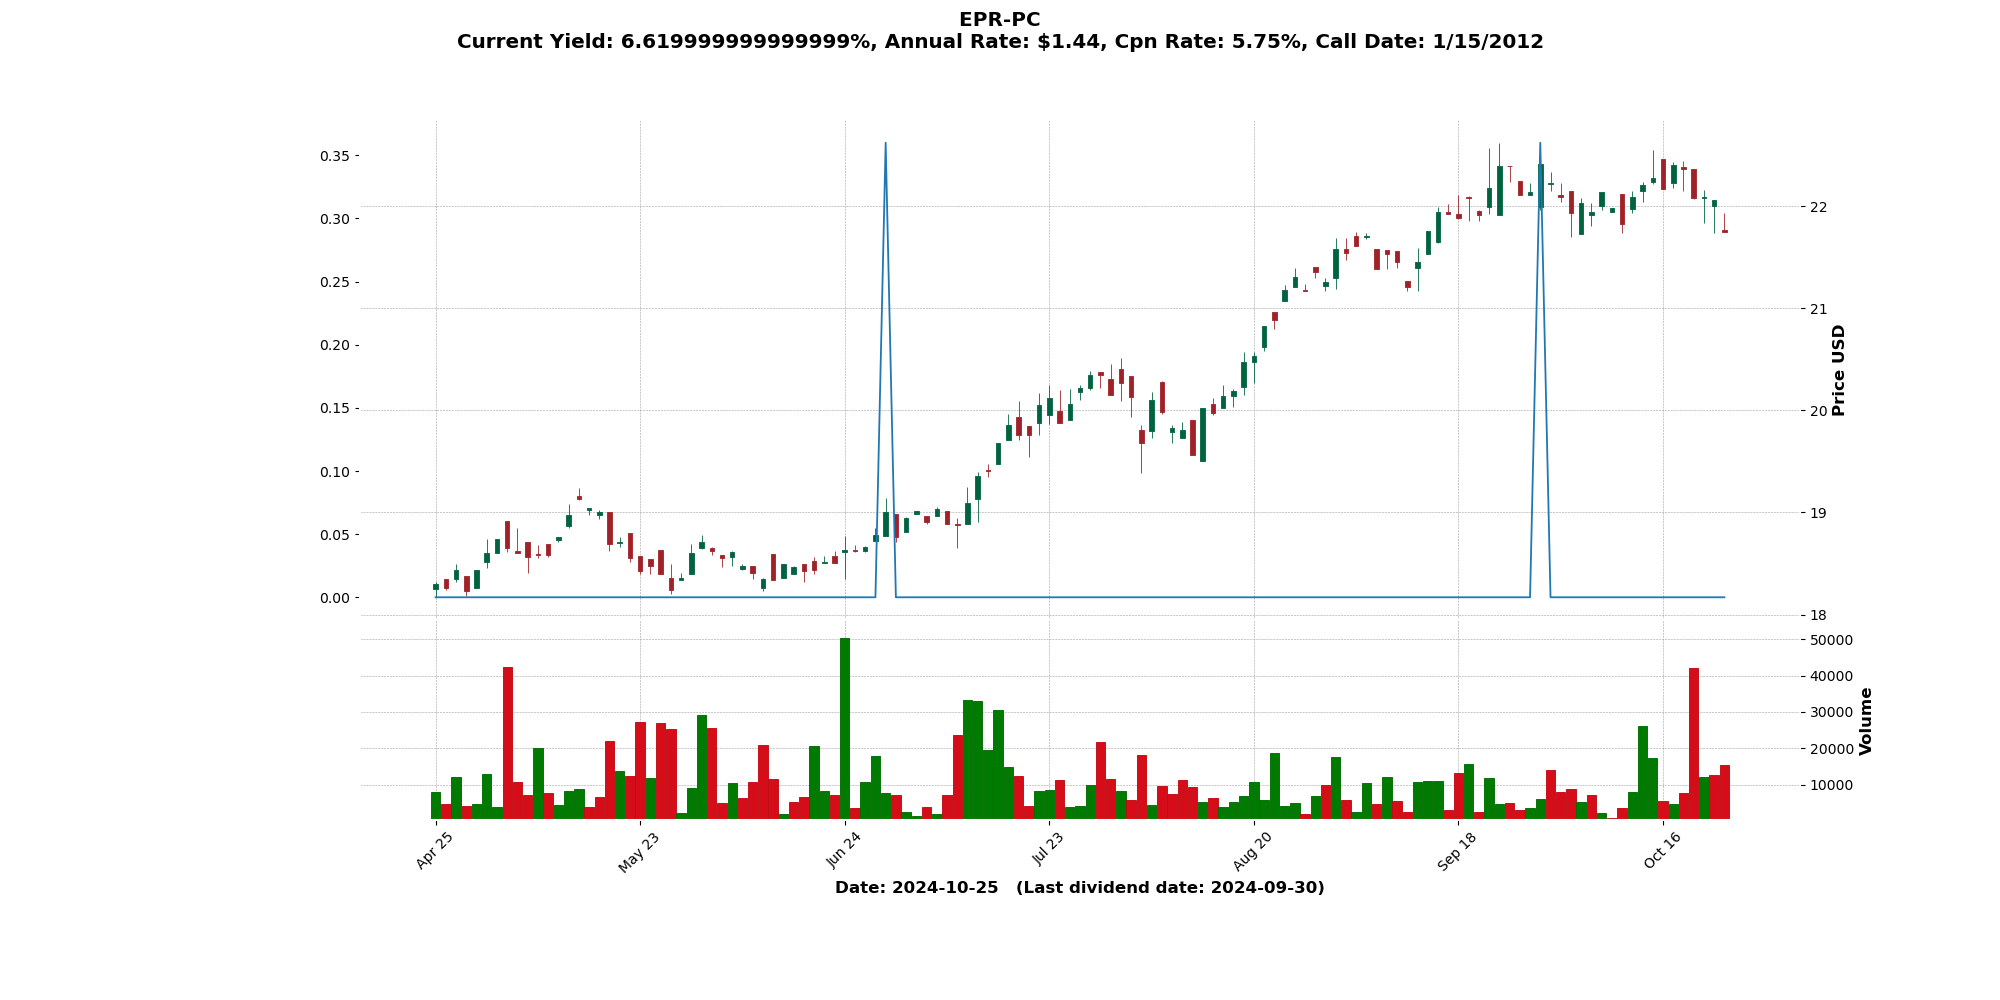 EPR-PC
Current Yield: 6.619999999999999%, Annual Rate: $1.44, Cpn Rate: 5.75%, Call Date: 1/15/2012
0.35
0.30
0.25
0.20
0.15
0.10
0.05
0.00
22
21
20
19
18
Price USD
50000
40000
30000
20000
10000
Volume
Apr 25
May 23
Jun 24
Jul 23
Aug 20
Sep 18
Oct 16
Date: 2024-10-25 (Last dividend date: 2024-09-30)